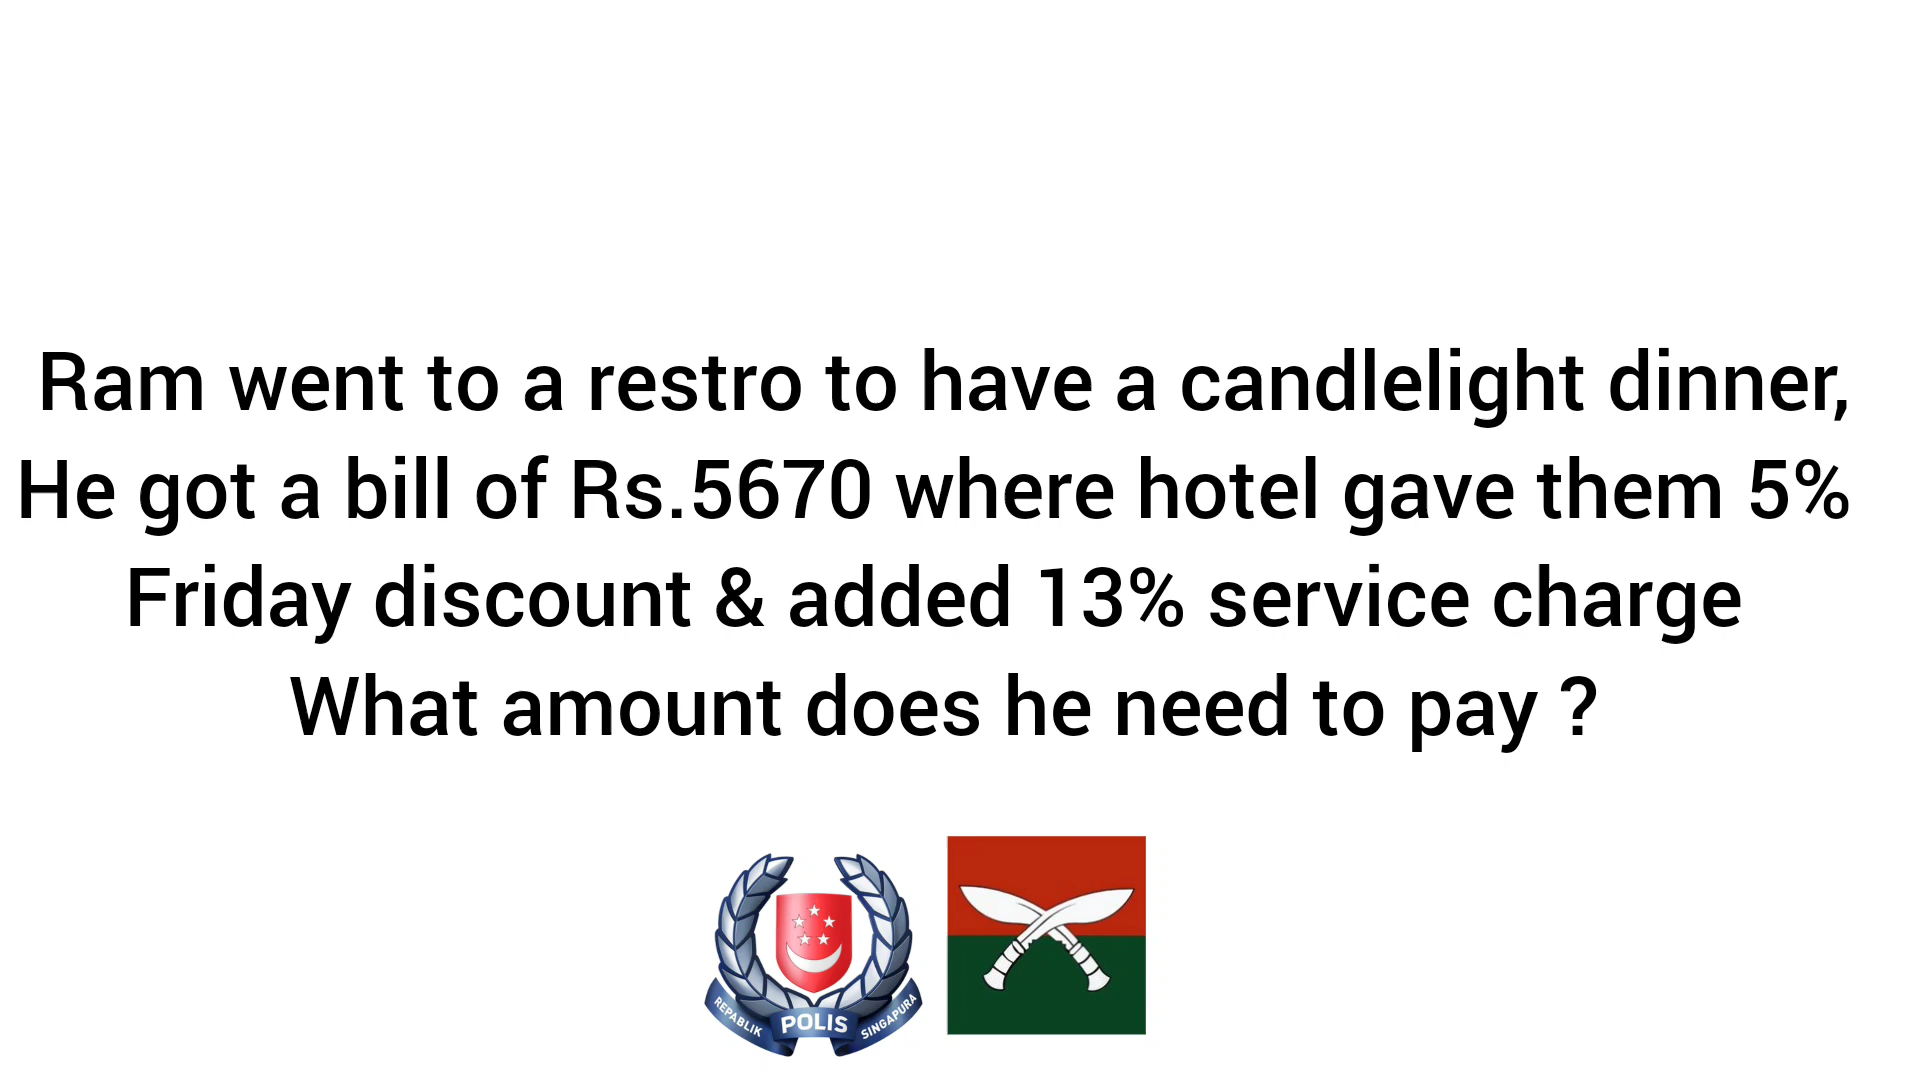 Ram went to a restro to have a candlelight dinner,
He got a bill of Rs.5670 where hotel gave them 5%
Friday discount & added 13% service charge
What amount does he need to pay ?
REPABLIK POLIS SINGAPURA